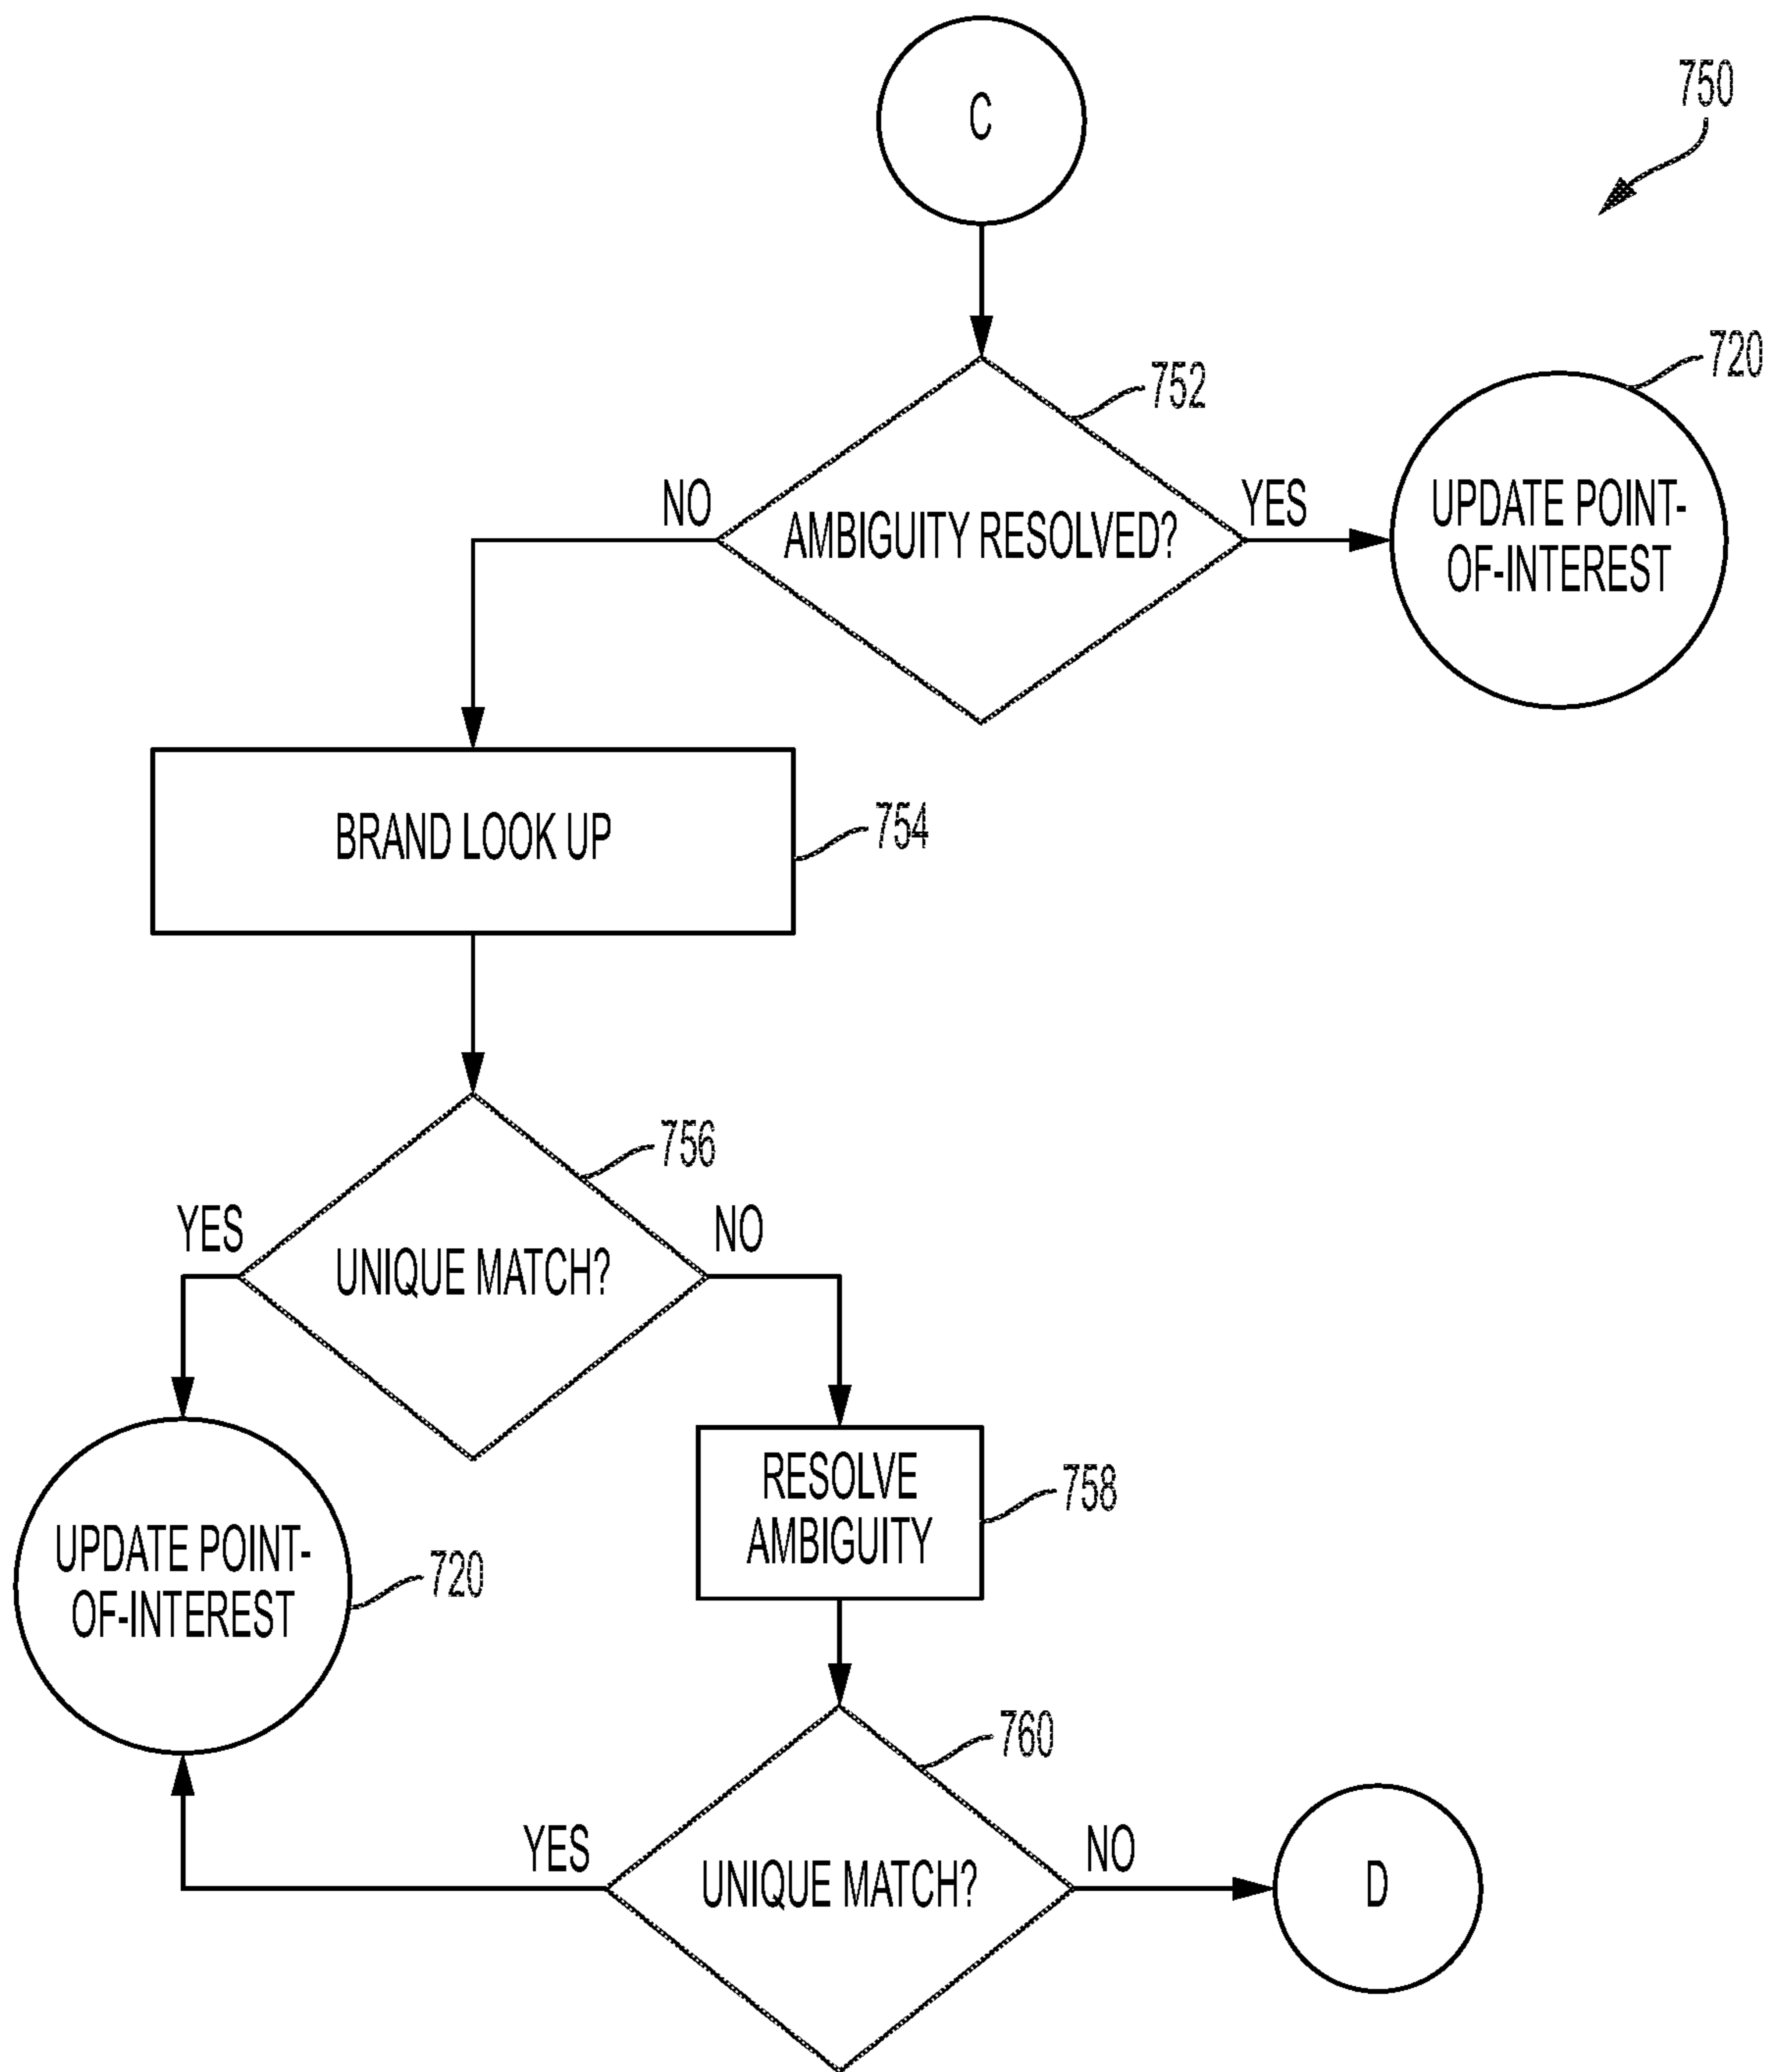 C
750
752
720
NO
YES
AMBIGUITY RESOLVED?
UPDATE POINT-
OF-INTEREST
BRAND LOOK UP
754
756
YES
NO
UNIQUE MATCH?
RESOLVE
AMBIGUITY
758
UPDATE POINT-
OF-INTEREST
720
760
YES
NO
UNIQUE MATCH?
D